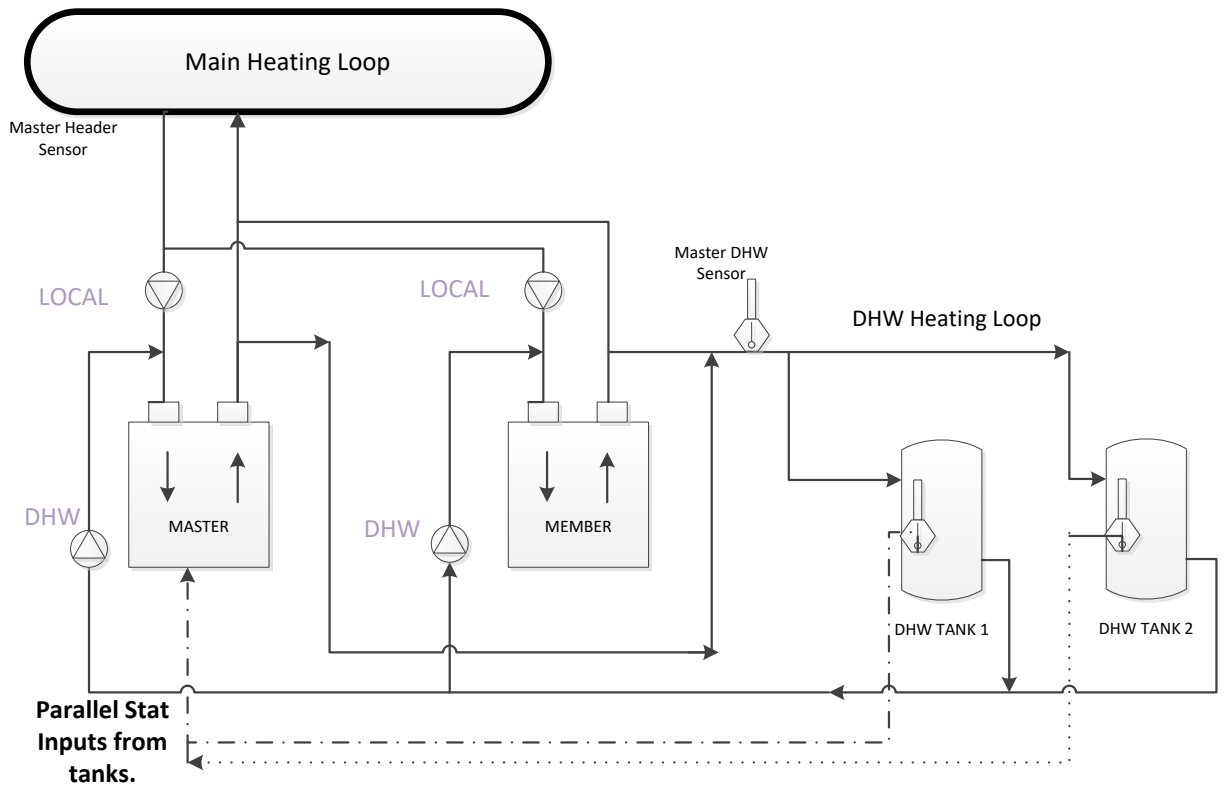 Main Heating Loop
Master Header
Sensor
Master DHW
Sensor
LOCAL
LOCAL
DHW Heating Loop
DHW
MASTER
DHW
MEMBER
DHW TANK 1
DHW TANK 2
Parallel Stat
Inputs from
tanks.